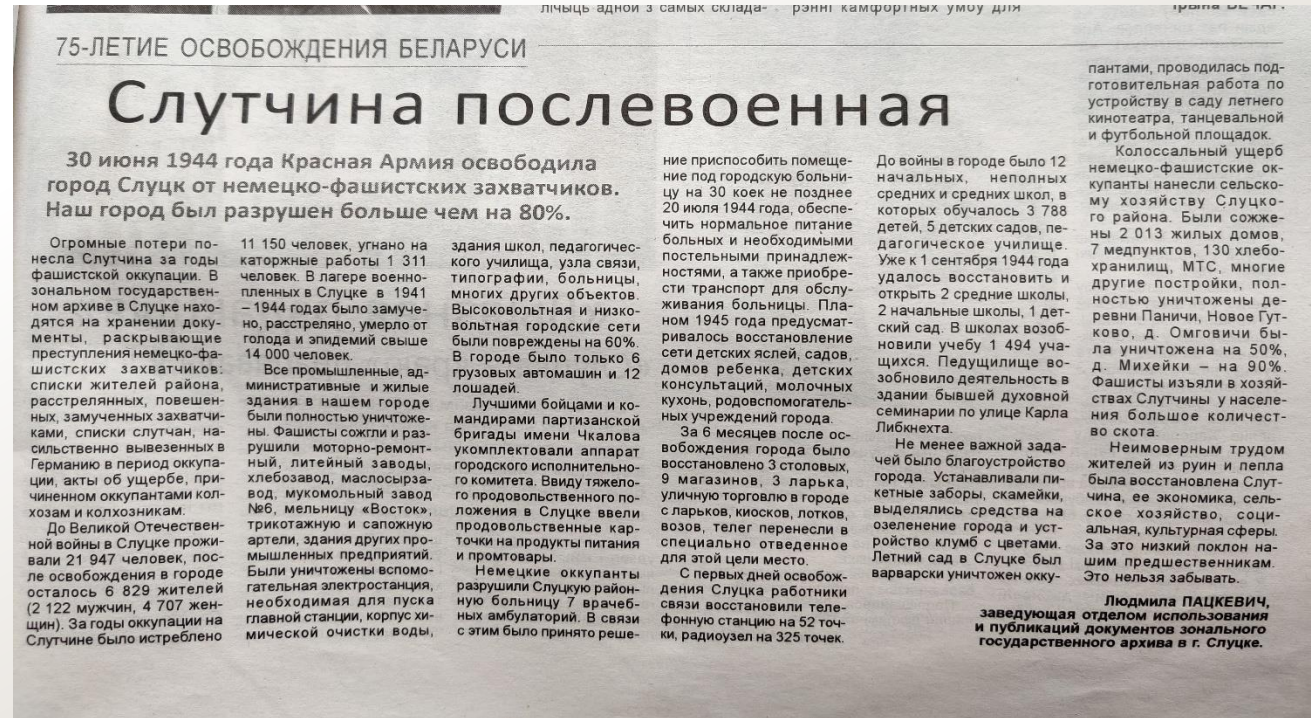 лічыць адной з самых склада-
рэнні камфортных умоў для
75-ЛЕТИЕ ОСВОБОЖДЕНИЯ БЕЛАРУСИ
Слутчина послевоенная
30 июня 1944 года Красная Армия освободила
город Слуцк от немецко-фашистских захватчиков.
Наш город был разрушен больше чем на 80%.
Огромные потери по-
несла Слутчина за годы
фашистской оккупации. В
зональном государствен-
ном архиве в Слуцке нахо-
дятся на хранении доку-
менты, раскрывающие
преступления немецко-фа-
шистских захватчиков:
списки жителей района,
расстрелянных, повешен-
ных, замученных захватчи-
ками, списки случан, на-
сильственно вывезенных в
Германию в период оккупа-
ции, акты об ущербе, при-
чиненном оккупантами кол-
хозам и колхозникам.
До Великой Отечествен-
ной войны в Слуцке прожи-
вали 21 947 человек, пос-
ле освобождения в городе
осталось 6 829 жителей
(2 122 мужчин, 4 707 жен-
щин). За годы оккупации на
Слутчине было истреблено
11 150 человек, угнано на
каторжные работы 1 311
человек. В лагере военно-
пленных в Слуцке в 1941
– 1944 годах было замуче-
но, расстреляно, умерло от
голода и эпидемий свыше
14 000 человек.
Все промышленные, ад-
министративные и жилые
здания в нашем городе
были полностью уничтоже-
ны. Фашисты сожгли и раз-
рушили моторно-ремонт-
ный, литейный заводы,
хлебозавод, маслосырза-
вод, мукомольный завод
№6, мельницу «Восток»,
трикотажную и сапожную
артели, здания других про-
мышленных предприятий.
Были уничтожены вспомо-
гательная электростанция,
необходимая для пуска
главной станции, корпус хи-
мической очистки воды,
здания школ, педагогичес-
кого училища, узла связи,
типографии, больницы,
многих других объектов.
Высоковольтная и низко-
вольтная городские сети
были повреждены на 60%.
В городе было только 6
грузовых автомашин и 12
лошадей.
Лучшими бойцами и ко-
мандирами партизанской
бригады имени Чкалова
укомплектовали аппарат
городского исполнительно-
го комитета. Ввиду тяжело-
го продовольственного по-
ложения в Слуцке ввели
продовольственные кар-
точки на продукты питания
и промтовары.
Немецкие оккупанты
разрушили Слуцкую район-
ную больницу 7 врачеб-
ных амбулаторий. В связи
с этим было принято реше-
ние приспособить помеще-
ние под городскую больни-
цу на 30 коек не позднее
20 июля 1944 года, обеспе-
чить нормальное питание
больных и необходимыми
постельными принадлеж-
ностями, а также приобре-
сти транспорт для обслу-
живания больницы. Пла-
ном 1945 года предусмат-
ривалось восстановление
сети детских яслей, садов,
домов ребенка, детских
консультаций, молочных
кухонь, родовспомогатель-
ных учреждений города.
За 6 месяцев после ос-
вобождения города было
восстановлено 3 столовых,
9 магазинов, 3 ларька,
уличную торговлю в городе
с ларьков, киосков, лотков,
возов, телег перенесли в
специально отведенное
для этой цели место.
С первых дней освобож-
дения Слуцка работники
связи восстановили теле-
фонную станцию на 52 точ-
ки, радиоузел на 325 точек.
До войны в городе было 12
начальных, неполных
средних и средних школ, в
которых обучалось 3 788
детей, 5 детских садов, пе-
дагогическое училище.
Уже к 1 сентября 1944 года
удалось восстановить и
открыть 2 средние школы,
2 начальные школы, 1 дет-
ский сад. В школах возоб-
новили учебу 1 494 уча-
щихся. Педущилище во-
зобновило деятельность в
здании бывшей духовной
семинарии по улице Карла
Либкнехта.
Не менее важной зада-
чей было благоустройство
города. Устанавливали пи-
кетные заборы, скамейки,
выделялись средства на
озеленение города и уст-
ройство клумб с цветами.
Летний сад в Слуцке был
варварски уничтожен окку-
пантами, проводилась под-
готовительная работа по
устройству в саду летнего
кинотеатра, танцевальной
и футбольной площадок.
Колоссальный ущерб
немецко-фашистские ок-
купанты нанесли сельско-
му хозяйству Слуцко-
го района. Были сожже-
ны 2 013 жилых домов,
7 медпунктов, 130 хлебо-
хранилищ, МТС, многие
другие постройки, пол-
ностью уничтожены де-
ревни Паничи, Новое Гут-
ково, д. Омговичи бы-
ла уничтожена на 50%,
д. Михейки – на 90%.
Фашисты изъяли в хозяй-
ствах Слутчины у населе-
ния большое количест-
во скота.
Неимоверным трудом
жителей из руин и пепла
была восстановлена Слут-
чина, ее экономика, сель-
ское хозяйство, соци-
альная, культурная сферы.
За это низкий поклон на-
шим предшественникам.
Это нельзя забывать.
Людмила ПАЦКЕВИЧ,
заведующая отделом использования
и публикаций документов зонального
государственного архива в г. Слуцке.